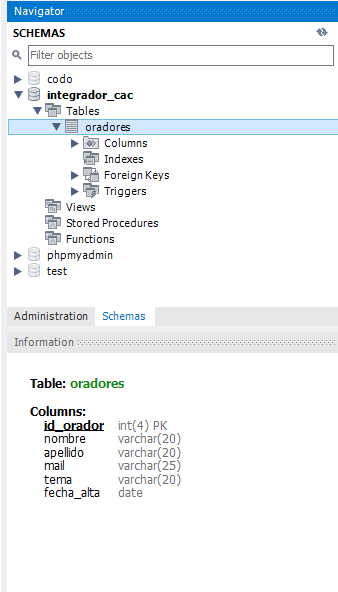 Navigator
SCHEMAS
Filter objects
codo
integrador_cac
Tables
oradores
Columns
Indexes
Foreign Keys
Triggers
Views
Stored Procedures
Functions
phpmyadmin
test
Administration Schemas
Information
Table: oradores
Columns:
id_orador int(4) PK
nombre varchar(20)
apellido varchar(20)
mail varchar(25)
tema varchar(20)
fecha_alta date